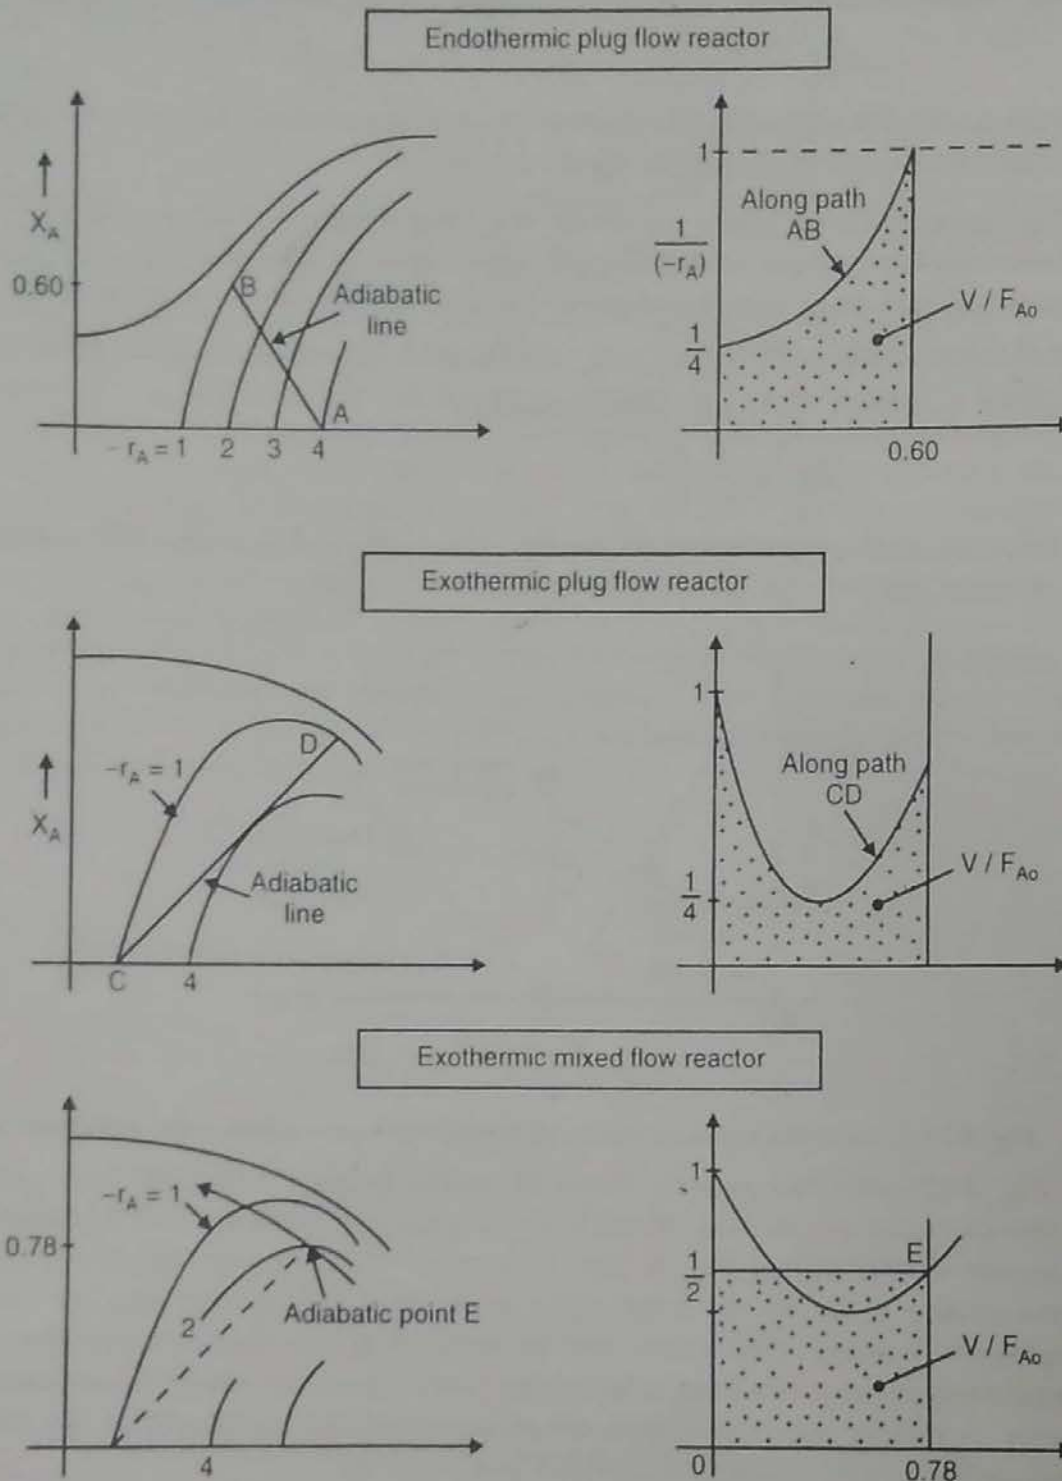 Endothermic plug flow reactor
X_A
0.60
B
Adiabatic
line
A
-r_A = 1 2 3 4
1
Along path
AB
1/(-r_A)
V / F_Ao
1/4
0.60
Exothermic plug flow reactor
-r_A = 1
D
X_A
Adiabatic
line
C 4
1
Along path
CD
V / F_Ao
1/4
Exothermic mixed flow reactor
-r_A = 1
0.78
2
Adiabatic point E
4
1
E
1/2
V / F_Ao
0 0.78